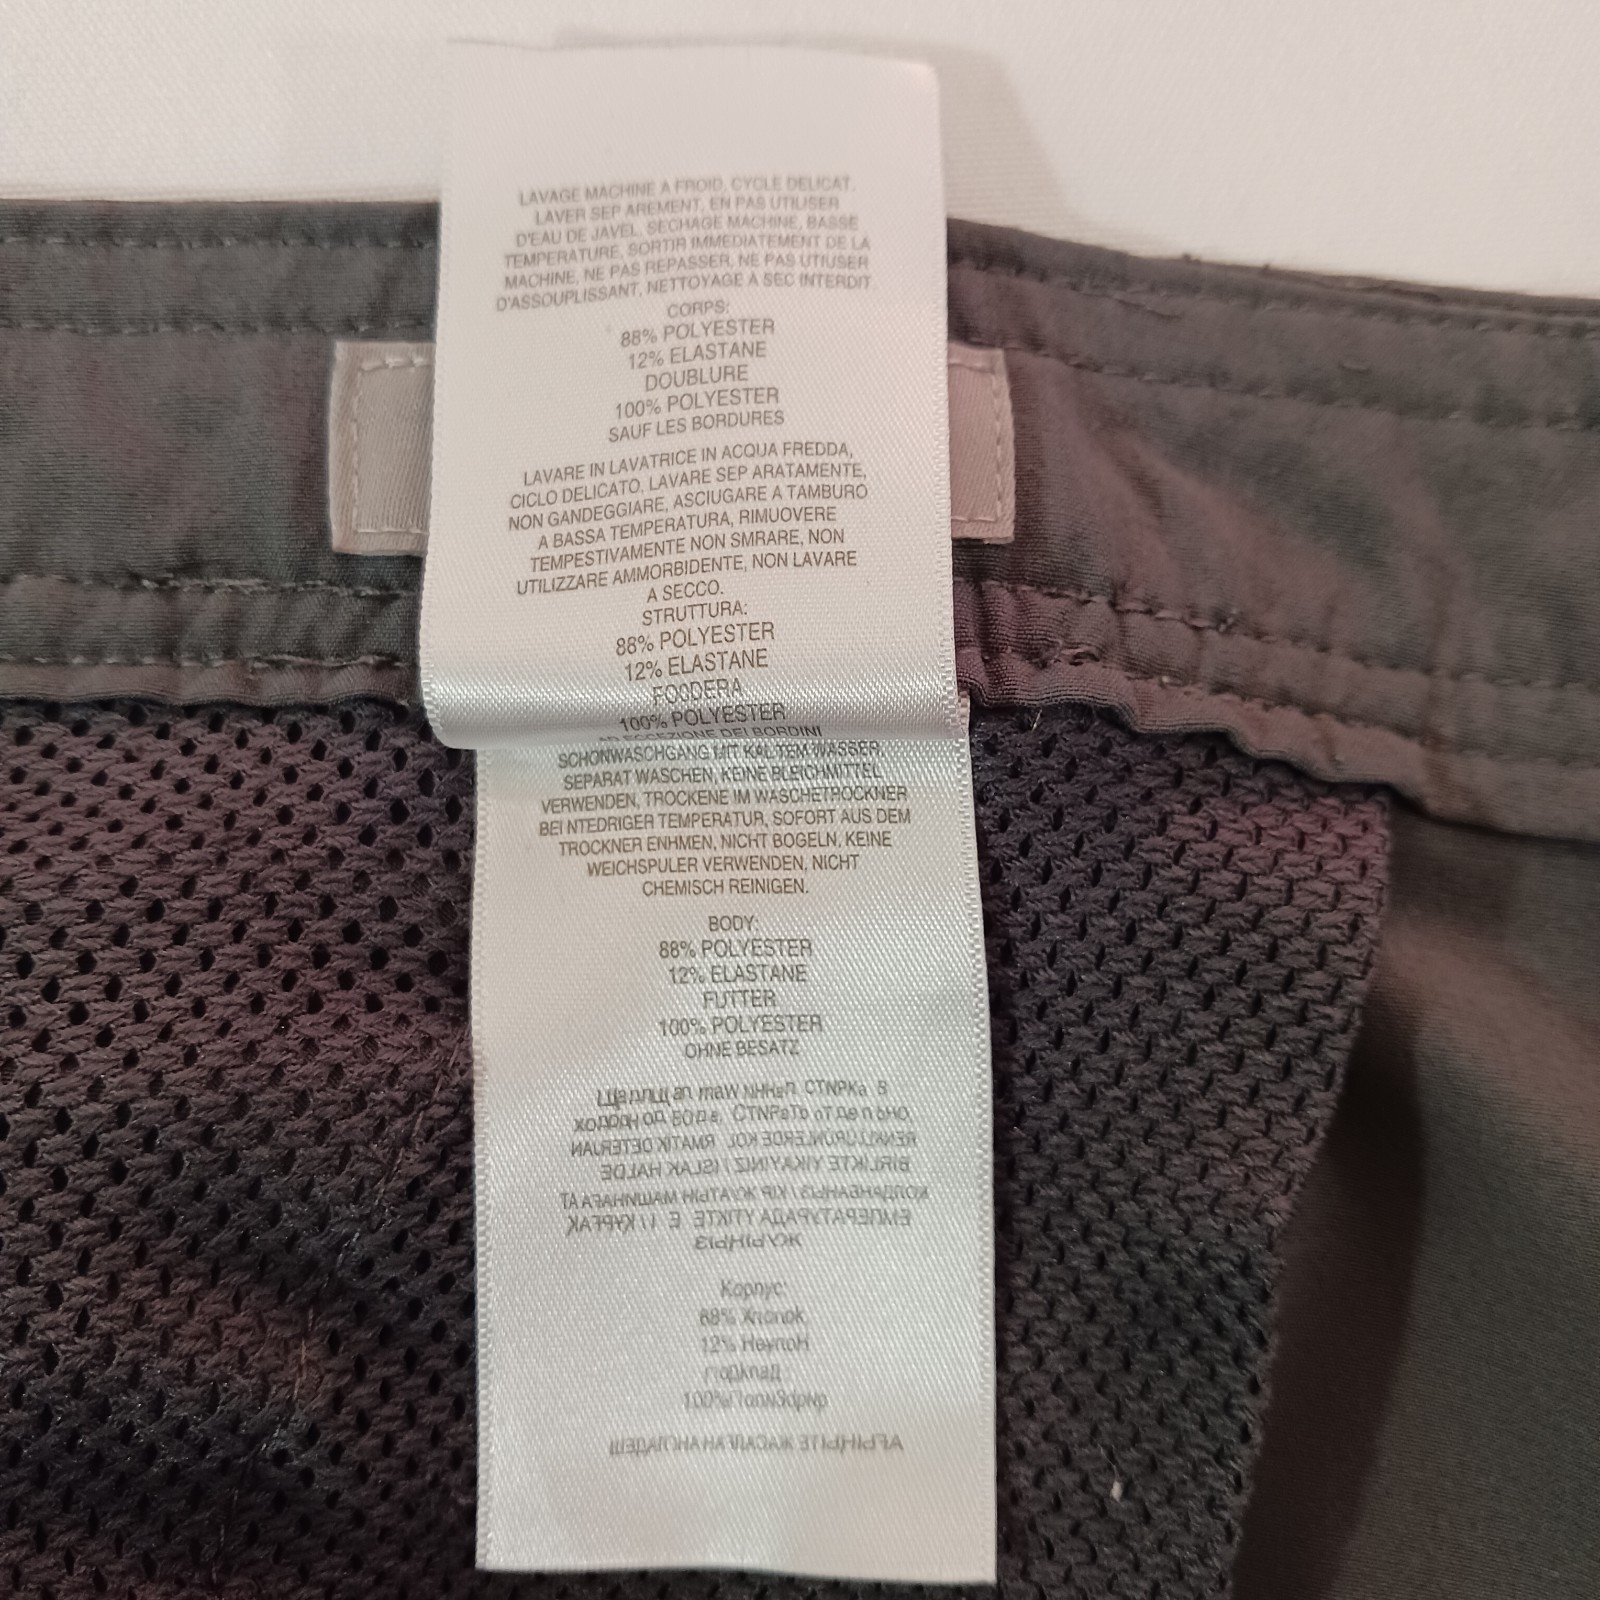 LAVAGE MACHINE A FROID, CYCLE DELICAT,
LAVER SEP AREMENT, EN PAS UTILISER
D'EAU DE JAVEL, SECHAGE MACHINE, BASSE
TEMPERATURE, SORTIR IMMEDIATEMENT DE LA
MACHINE, NE PAS REPASSER, NE PAS UTIUSER
D'ASSOUPLISSANT, NETTOYAGE A SEC INTERDIT
CORPS:
88% POLYESTER
12% ELASTANE
DOUBLURE
100% POLYESTER
SAUF LES BORDURES
LAVARE IN LAVATRICE IN ACQUA FREDDA,
CICLO DELICATO, LAVARE SEP ARATAMENTE,
NON GANDEGGIARE, ASCIUGARE A TAMBURO
A BASSA TEMPERATURA, RIMUOVERE
TEMPESTIVAMENTE NON SMRARE, NON
UTILIZZARE AMMORBIDENTE, NON LAVARE
A SECCO.
STRUTTURA:
88% POLYESTER
12% ELASTANE
FOODERA
100% POLYESTER
AD ECCEZIONE DEI BORDINI
SCHONWASCHGANG MIT KALTEM WASSER,
SEPARAT WASCHEN, KEINE BLEICHMITTEL
VERWENDEN, TROCKENE IM WASCHETROCKNER
BEI NTEDRIGER TEMPERATUR, SOFORT AUS DEM
TROCKNER ENHMEN, NICHT BOGELN, KEINE
WEICHSPULER VERWENDEN, NICHT
CHEMISCH REINIGEN.
BODY:
88% POLYESTER
12% ELASTANE
FUTTER
100% POLYESTER
OHNE BESATZ
Корпус:
88%
12%